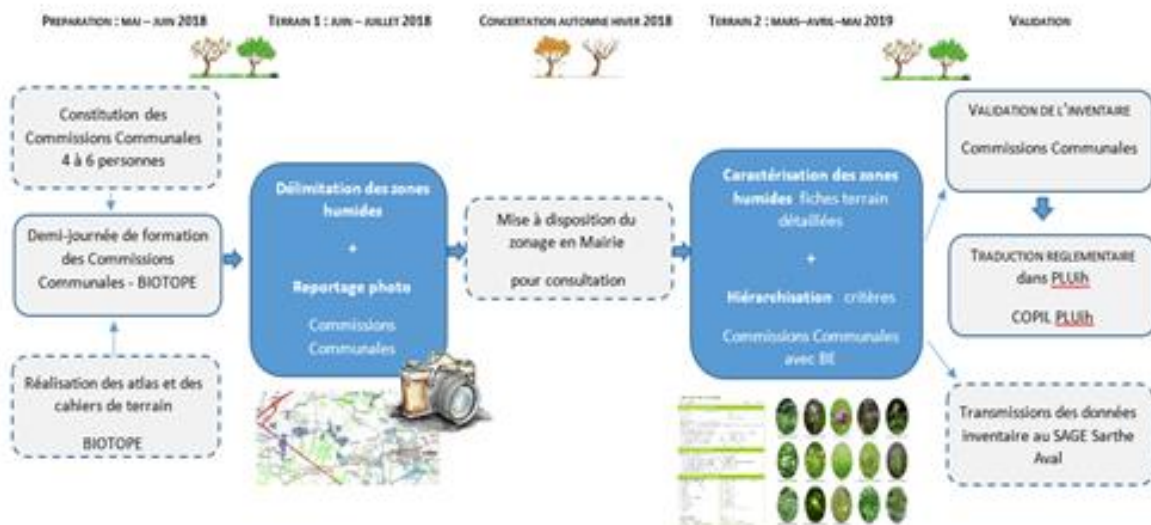 PREPARATION : MAI – JUIN 2018
TERRAIN 1 : JUIN – JUILLET 2018
CONCERTATION AUTOMNE HIVER 2018
TERRAIN 2 : MARS–AVRIL–MAI 2019
VALIDATION
Constitution des
Commissions Communales
4 à 6 personnes
Demi-journée de formation
des Commissions
Communales - BIOTOPE
Réalisation des atlas et des
cahiers de terrain
BIOTOPE
Délimitation des zones
humides
+
Reportage photo
Commissions
Communales
Mise à disposition du
zonage en Mairie
pour consultation
Caractérisation des zones
humides fiches terrain
détaillées
+
Hiérarchisation critères
Commissions Communales
avec BE
VALIDATION DE L'INVENTAIRE
Commissions Communales
TRADUCTION REGLEMENTAIRE
dans PLUih
COPIL PLUih
Transmissions des données
inventaire au SAGE Sarthe
Aval